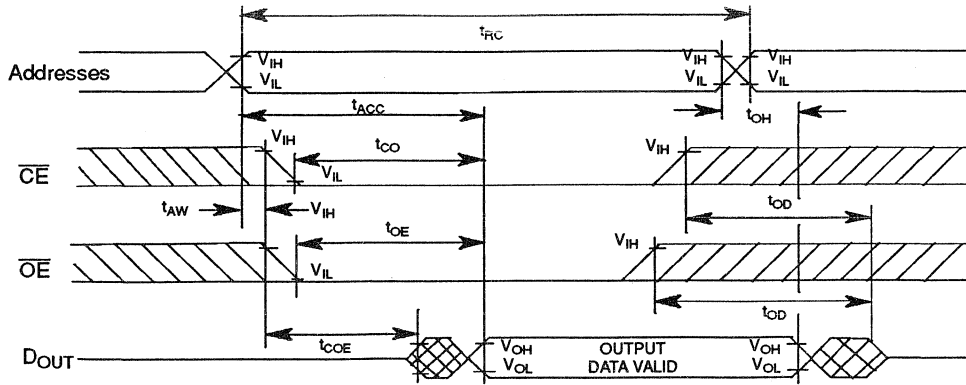 tRC
Addresses
VIH
VIL
VIH
VIL
VIH
VIL
tACC
tOH
VIH
tCO
VIH
CE
VIL
tAW
VIH
tOD
tOE
VIH
OE
VIL
tOD
tCOE
DOUT
VOH
VOL
OUTPUT
DATA VALID
VOH
VOL